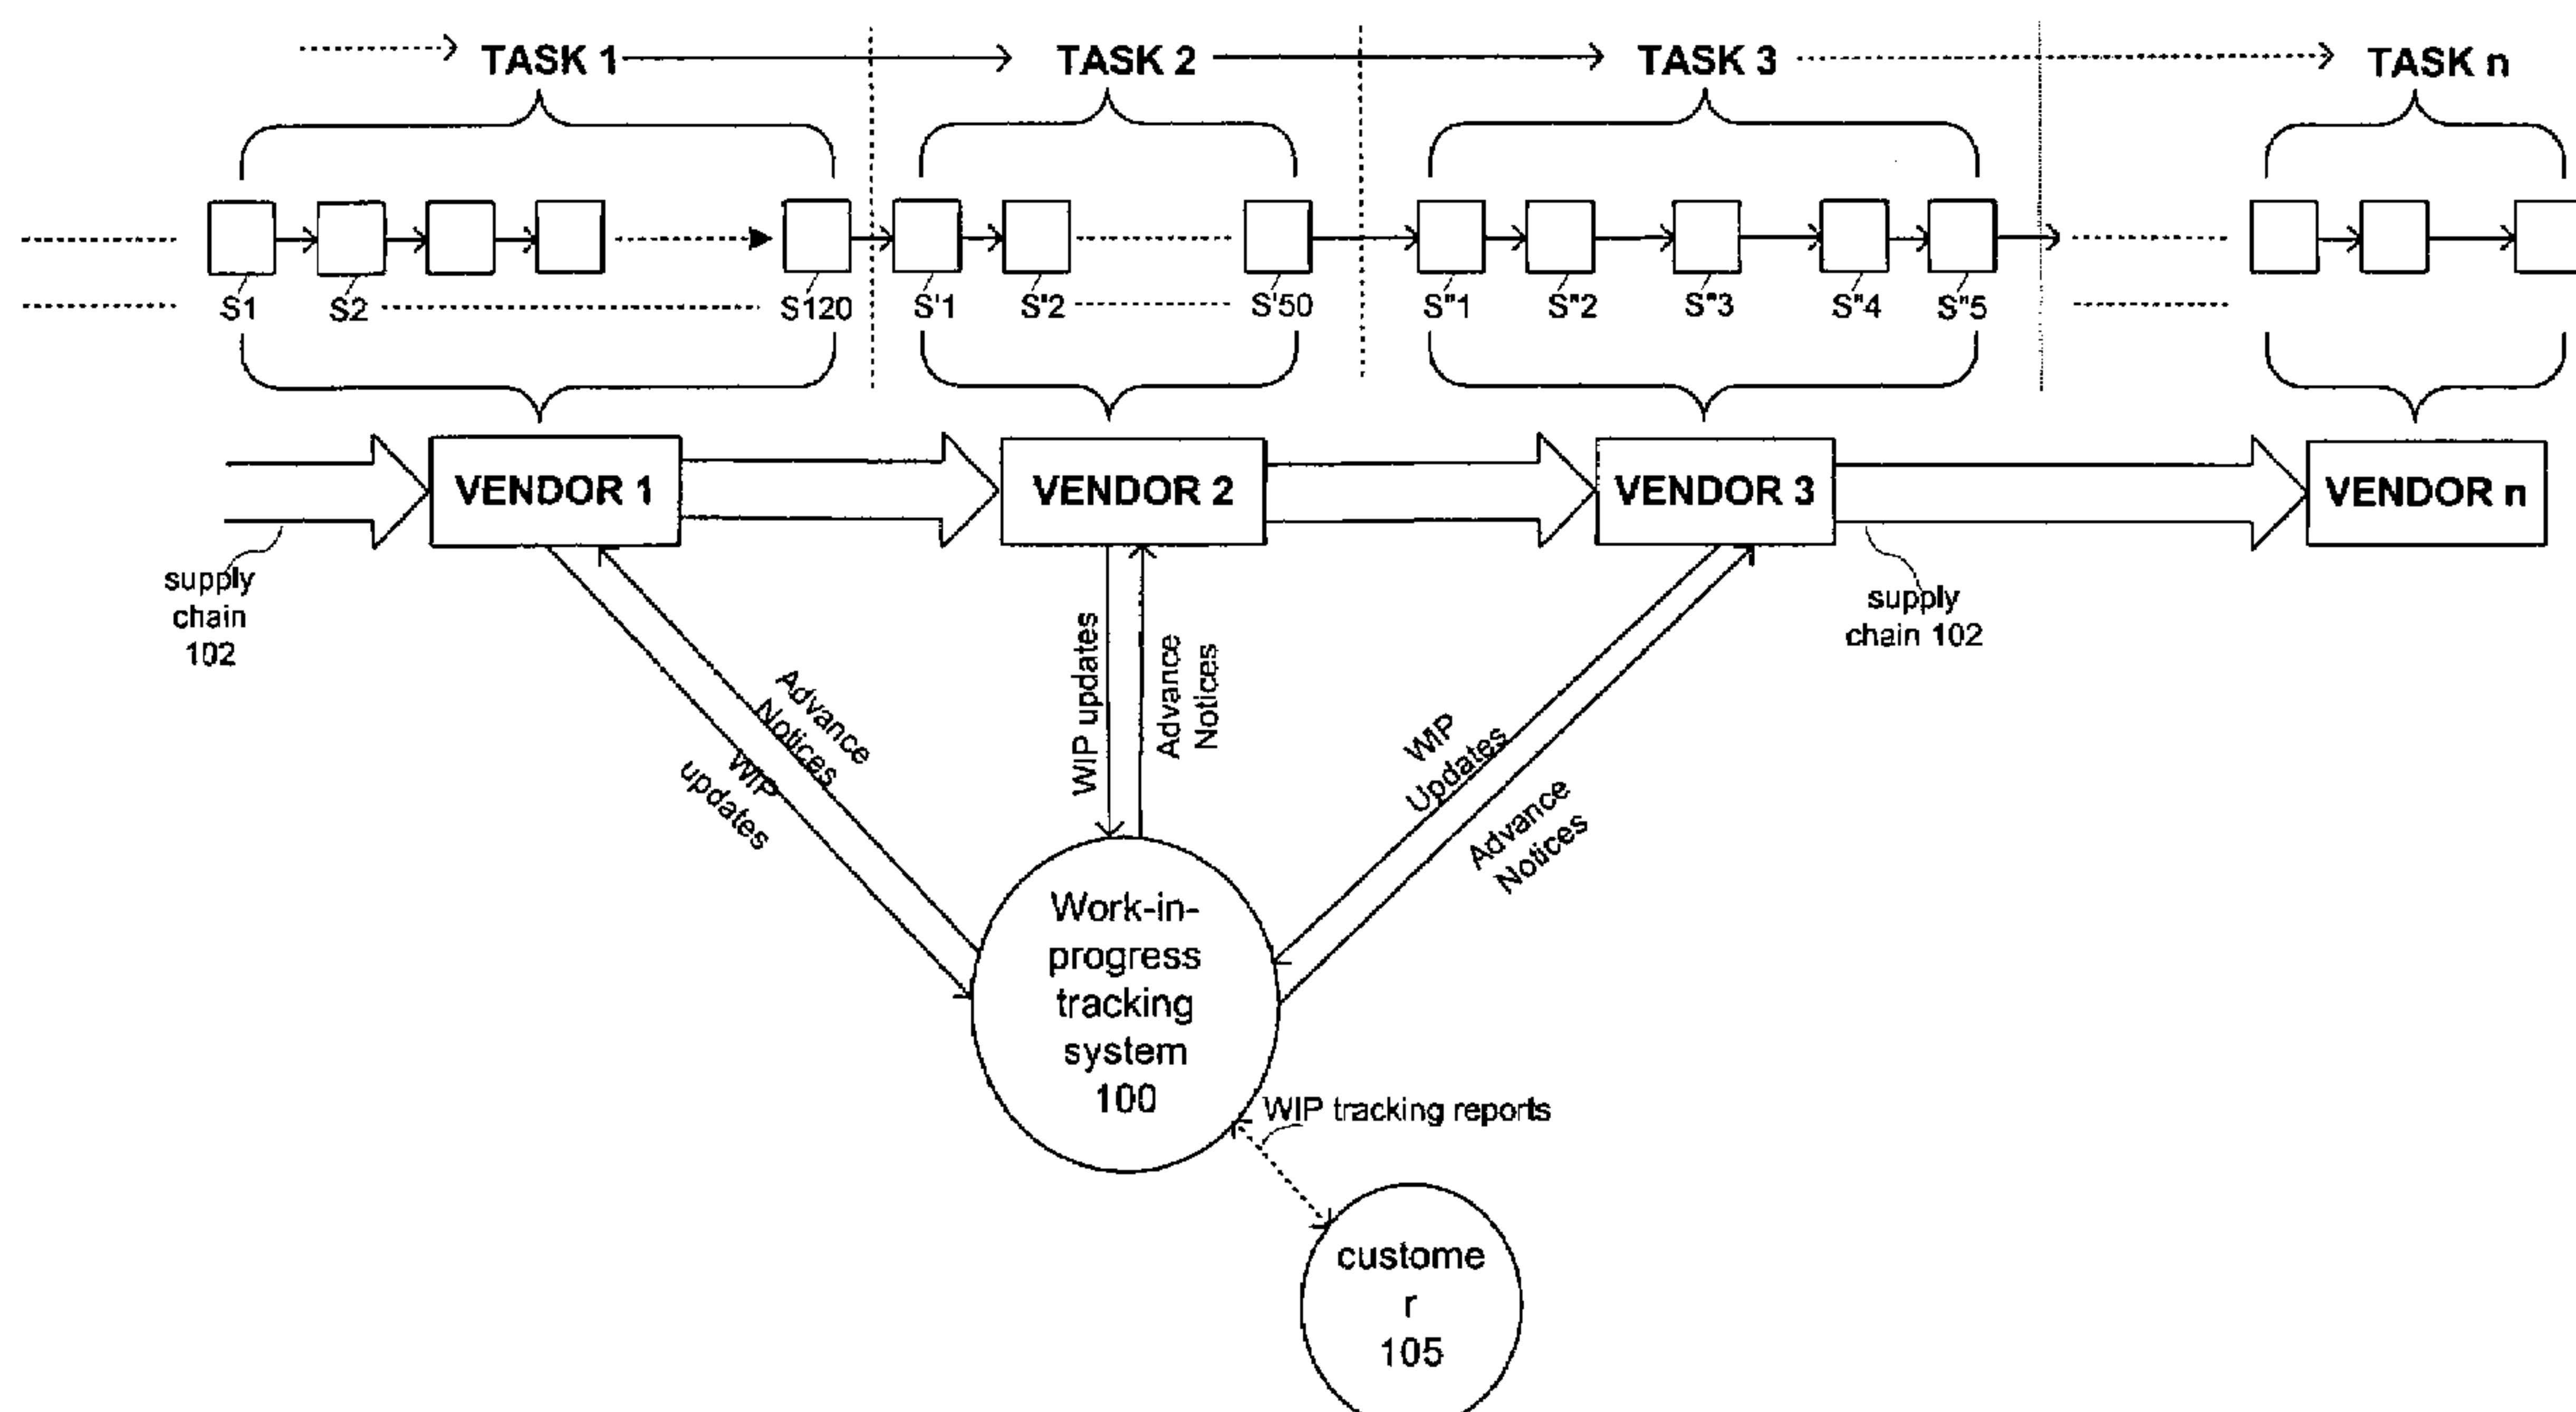 TASK 1
TASK 2
TASK 3
TASK n
S1
S2
S120
S'1
S"2
S'50
S"1
S"2
S"3
S"4
S"5
VENDOR 1
VENDOR 2
VENDOR 3
VENDOR n
supply
chain
102
supply
chain 102
Advance
Notices
WIP
updates
WIP updates
Advance
Notices
WIP
Updates
Advance
Notices
Work-in-
progress
tracking
system
100
WIP tracking reports
custome
r
105